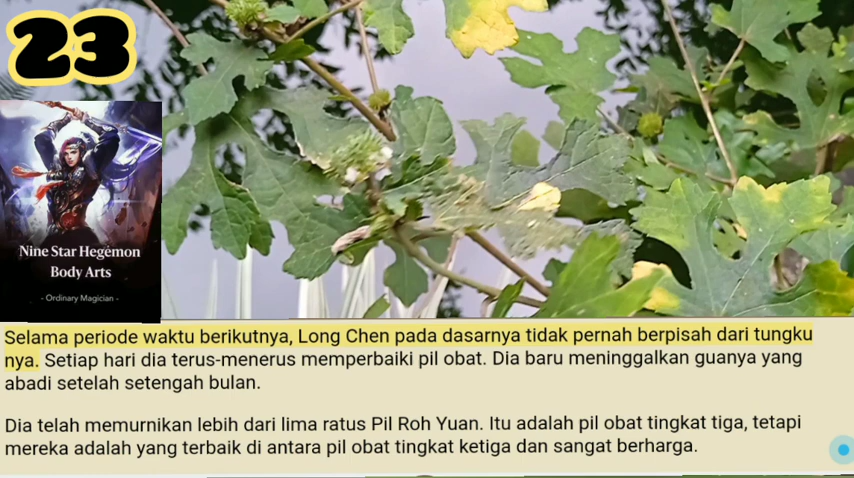 23
Nine Star Hegemon
Body Arts
- Ordinary Magician -
Selama periode waktu berikutnya, Long Chen pada dasarnya tidak pernah berpisah dari tungku
nya. Setiap hari dia terus-menerus memperbaiki pil obat. Dia baru meninggalkan guanya yang
abadi setelah setengah bulan.
Dia telah memurnikan lebih dari lima ratus Pil Roh Yuan. Itu adalah pil obat tingkat tiga, tetapi
mereka adalah yang terbaik di antara pil obat tingkat ketiga dan sangat berharga.